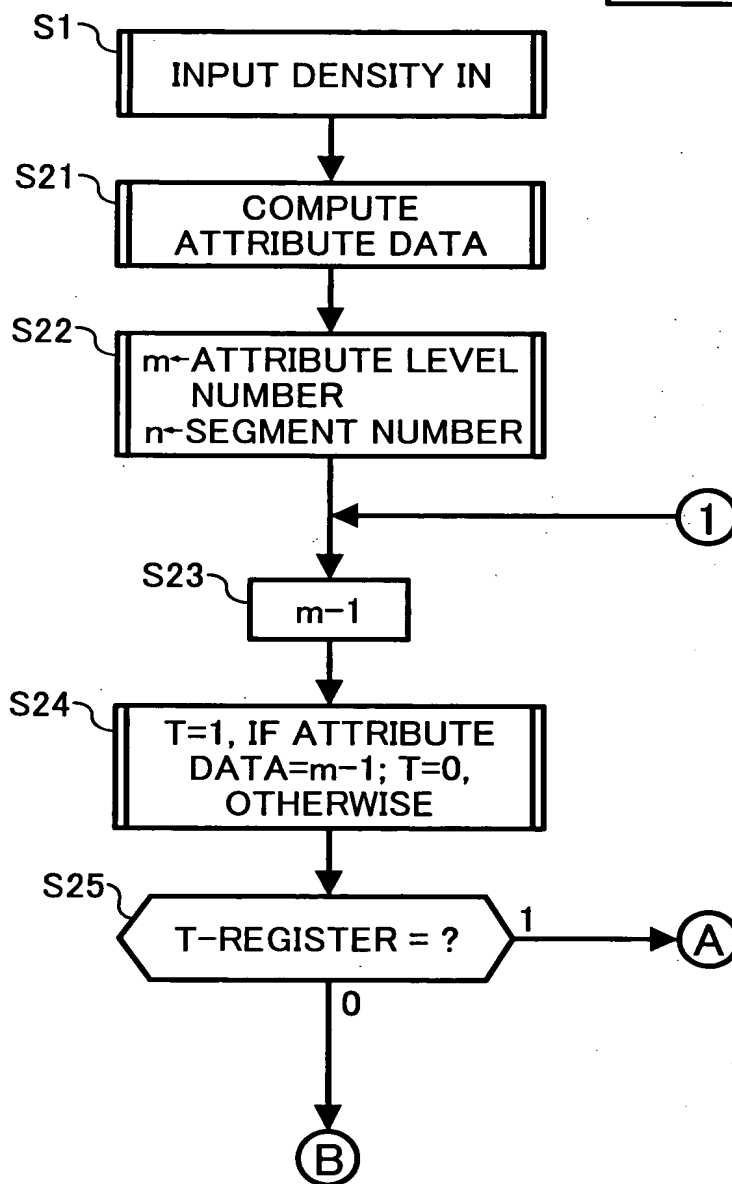 S1
INPUT DENSITY IN
S21
COMPUTE
ATTRIBUTE DATA
S22
m←ATTRIBUTE LEVEL
NUMBER
n←SEGMENT NUMBER
1
S23
m-1
S24
T=1, IF ATTRIBUTE
DATA=m-1; T=0,
OTHERWISE
S25
T-REGISTER = ?
1
A
0
B